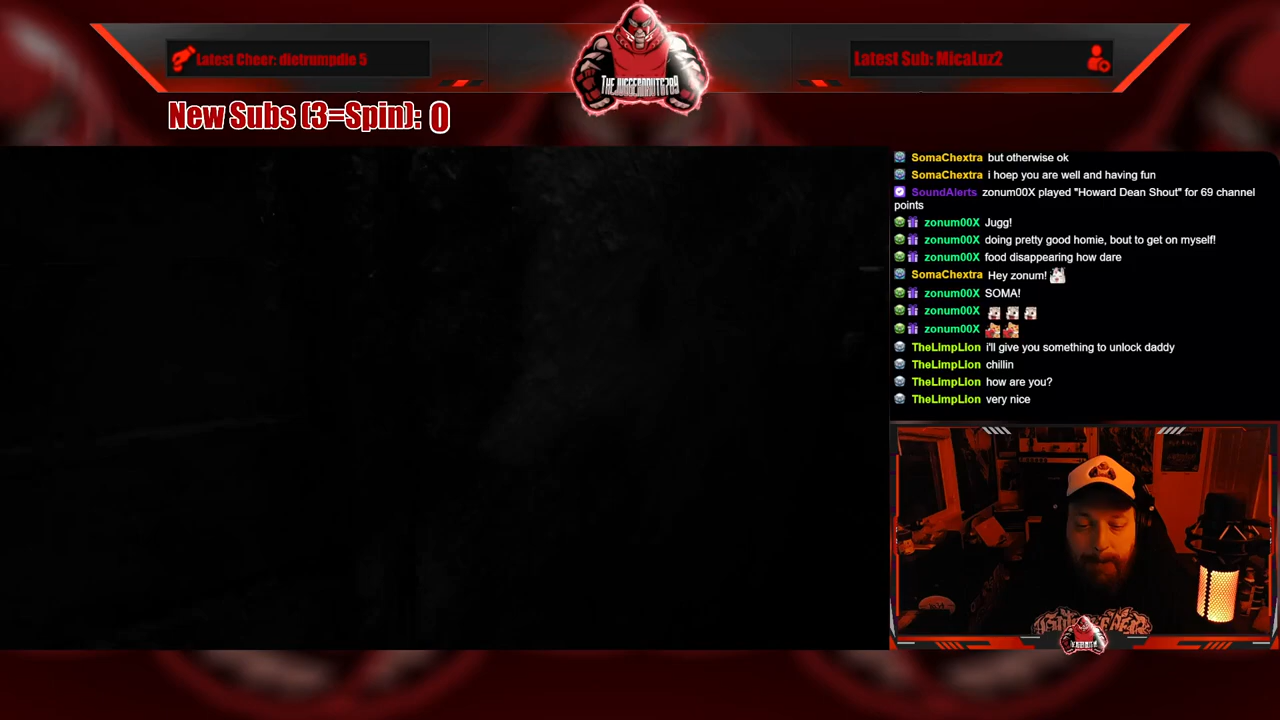 Latest Cheer: dietrumpdie 5
THEJUGGERNAUT6789
Latest Sub: MicaLuz2
New Subs (3=Spin): 0
SomaChextra but otherwise ok
SomaChextra i hoep you are well and having fun
SoundAlerts zonum00X played "Howard Dean Shout" for 69 channel
points
zonum00X Jugg!
zonum00X doing pretty good homie, bout to get on myself!
zonum00X food disappearing how dare
SomaChextra Hey zonum!
zonum00X SOMA!
zonum00X
zonum00X
TheLImpLIon i'll give you something to unlock daddy
TheLImpLIon chillin
TheLImpLIon how are you?
TheLImpLIon very nice